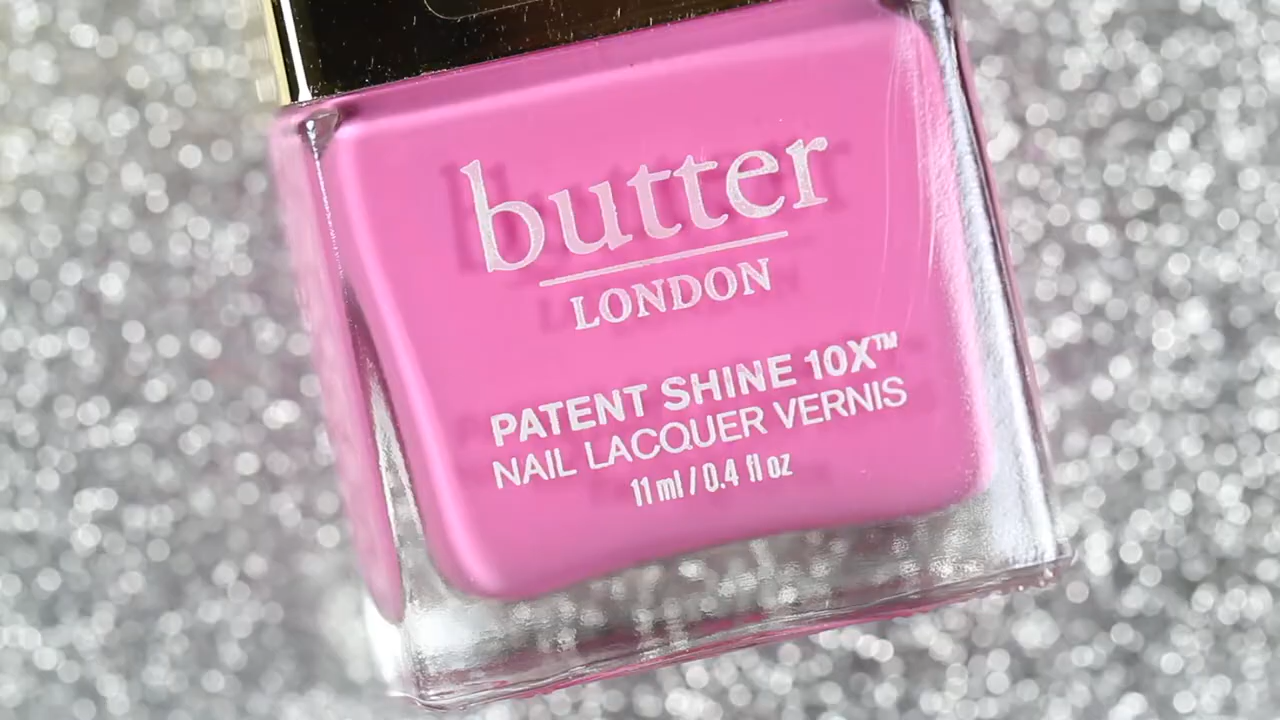 butter
LONDON
PATENT SHINE 10X™
NAIL LACQUER VERNIS
11 ml / 0.4 fl oz